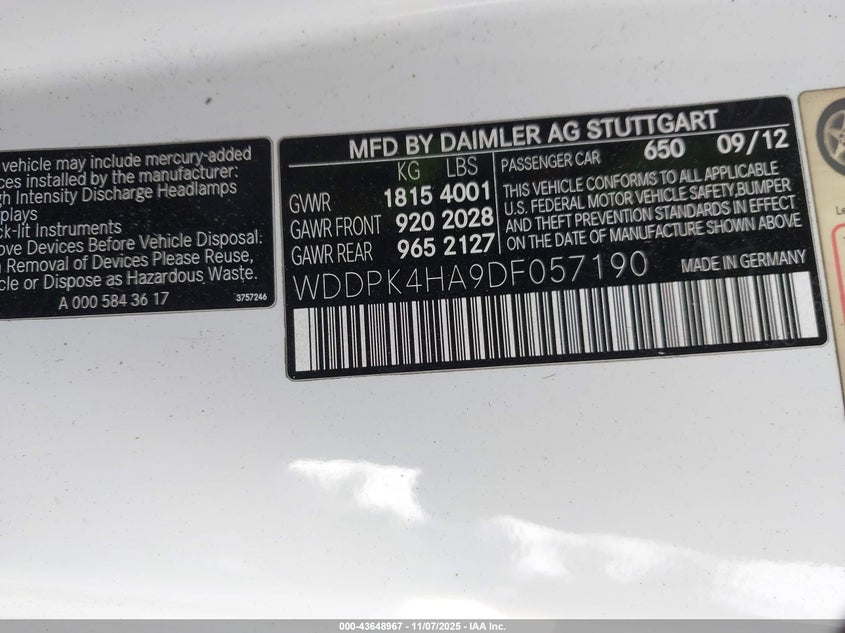 vehicle may include mercury-added
ces installed by the manufacturer:
gh Intensity Discharge Headlamps
splays
ck-lit Instruments
ove Devices Before Vehicle Disposal.
n Removal of Devices Please Reuse,
cle or Dispose as Hazardous Waste.
A 000 584 36 17
3757246
MFD BY DAIMLER AG STUTTGART
KG LBS
GVWR 1815 4001
GAWR FRONT 920 2028
GAWR REAR 965 2127
PASSENGER CAR 650 09/12
THIS VEHICLE CONFORMS TO ALL APPLICABLE
U.S. FEDERAL MOTOR VEHICLE SAFETY,BUMPER
AND THEFT PREVENTION STANDARDS IN EFFECT
ON THE DATE OF MANUFACTURE SHOWN ABOVE
WDDPK4HA9DF057190 MADE IN GERMANY
Le
000-43648967 - 11/07/2025 - IAA Inc.